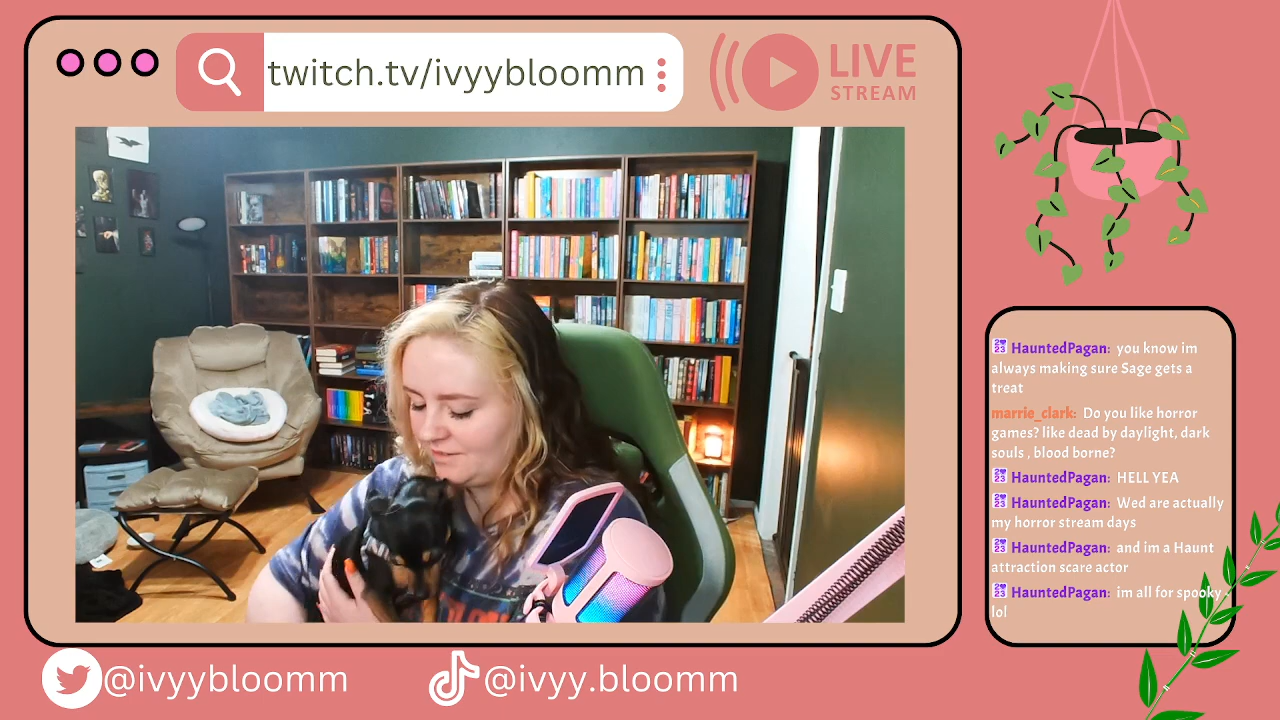 twitch.tv/ivyybloomm
LIVE
STREAM
HauntedPagan: you know im
always making sure Sage gets a
treat
marrie_clark: Do you like horror
games? like dead by daylight, dark
souls , blood borne?
HauntedPagan: HELL YEA
HauntedPagan: Wed are actually
my horror stream days
HauntedPagan: and im a Haunt
attraction scare actor
HauntedPagan: im all for spooky
lol
@ivyybloomm
@ivyy.bloomm